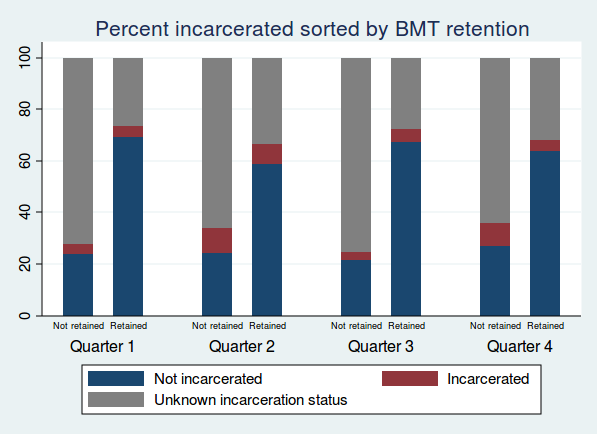 Percent incarcerated sorted by BMT retention
100
80
60
40
20
0
Not retained Retained Not retained Retained Not retained Retained Not retained Retained
Quarter 1 Quarter 2 Quarter 3 Quarter 4
Not incarcerated Incarcerated
Unknown incarceration status